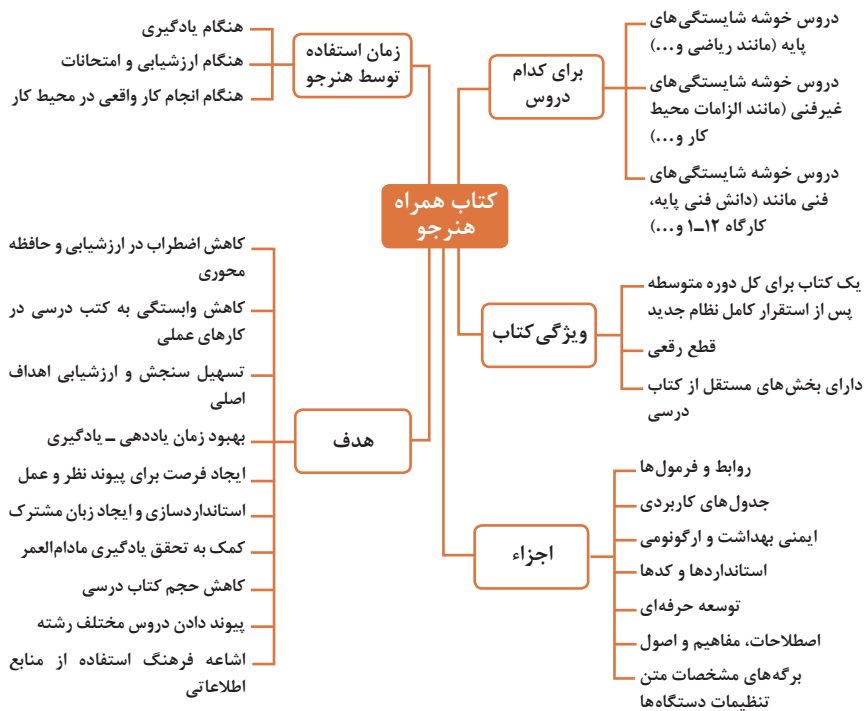 کتاب همراه
هنرجو
برای کدام
دروس
دروس خوشه شایستگی‌های
پایه (مانند ریاضی و...)
دروس خوشه شایستگی‌های
غیرفنی (مانند الزامات محیط
کار و...)
دروس خوشه شایستگی‌های
فنی مانند (دانش فنی پایه،
کارگاه ۱۲ـ۱ و...)
ویژگی کتاب
یک کتاب برای کل دوره متوسطه
پس از استقرار کامل نظام جدید
قطع رقعی
دارای بخش‌های مستقل از کتاب
درسی
اجزاء
روابط و فرمول‌ها
جدول‌های کاربردی
ایمنی بهداشت و ارگونومی
استانداردها و کدها
توسعه حرفه‌ای
اصطلاحات، مفاهیم و اصول
برگه‌های مشخصات متن
تنظیمات دستگاه‌ها
زمان استفاده
توسط هنرجو
هنگام یادگیری
هنگام ارزشیابی و امتحانات
هنگام انجام کار واقعی در محیط کار
هدف
کاهش اضطراب در ارزشیابی و حافظه
محوری
کاهش وابستگی به کتب درسی در
کارهای عملی
تسهیل سنجش و ارزشیابی اهداف
اصلی
بهبود زمان یاددهی ـ یادگیری
ایجاد فرصت برای پیوند نظر و عمل
استانداردسازی و ایجاد زبان مشترک
کمک به تحقق یادگیری مادام‌العمر
کاهش حجم کتاب درسی
پیوند دادن دروس مختلف رشته
اشاعه فرهنگ استفاده از منابع
اطلاعاتی